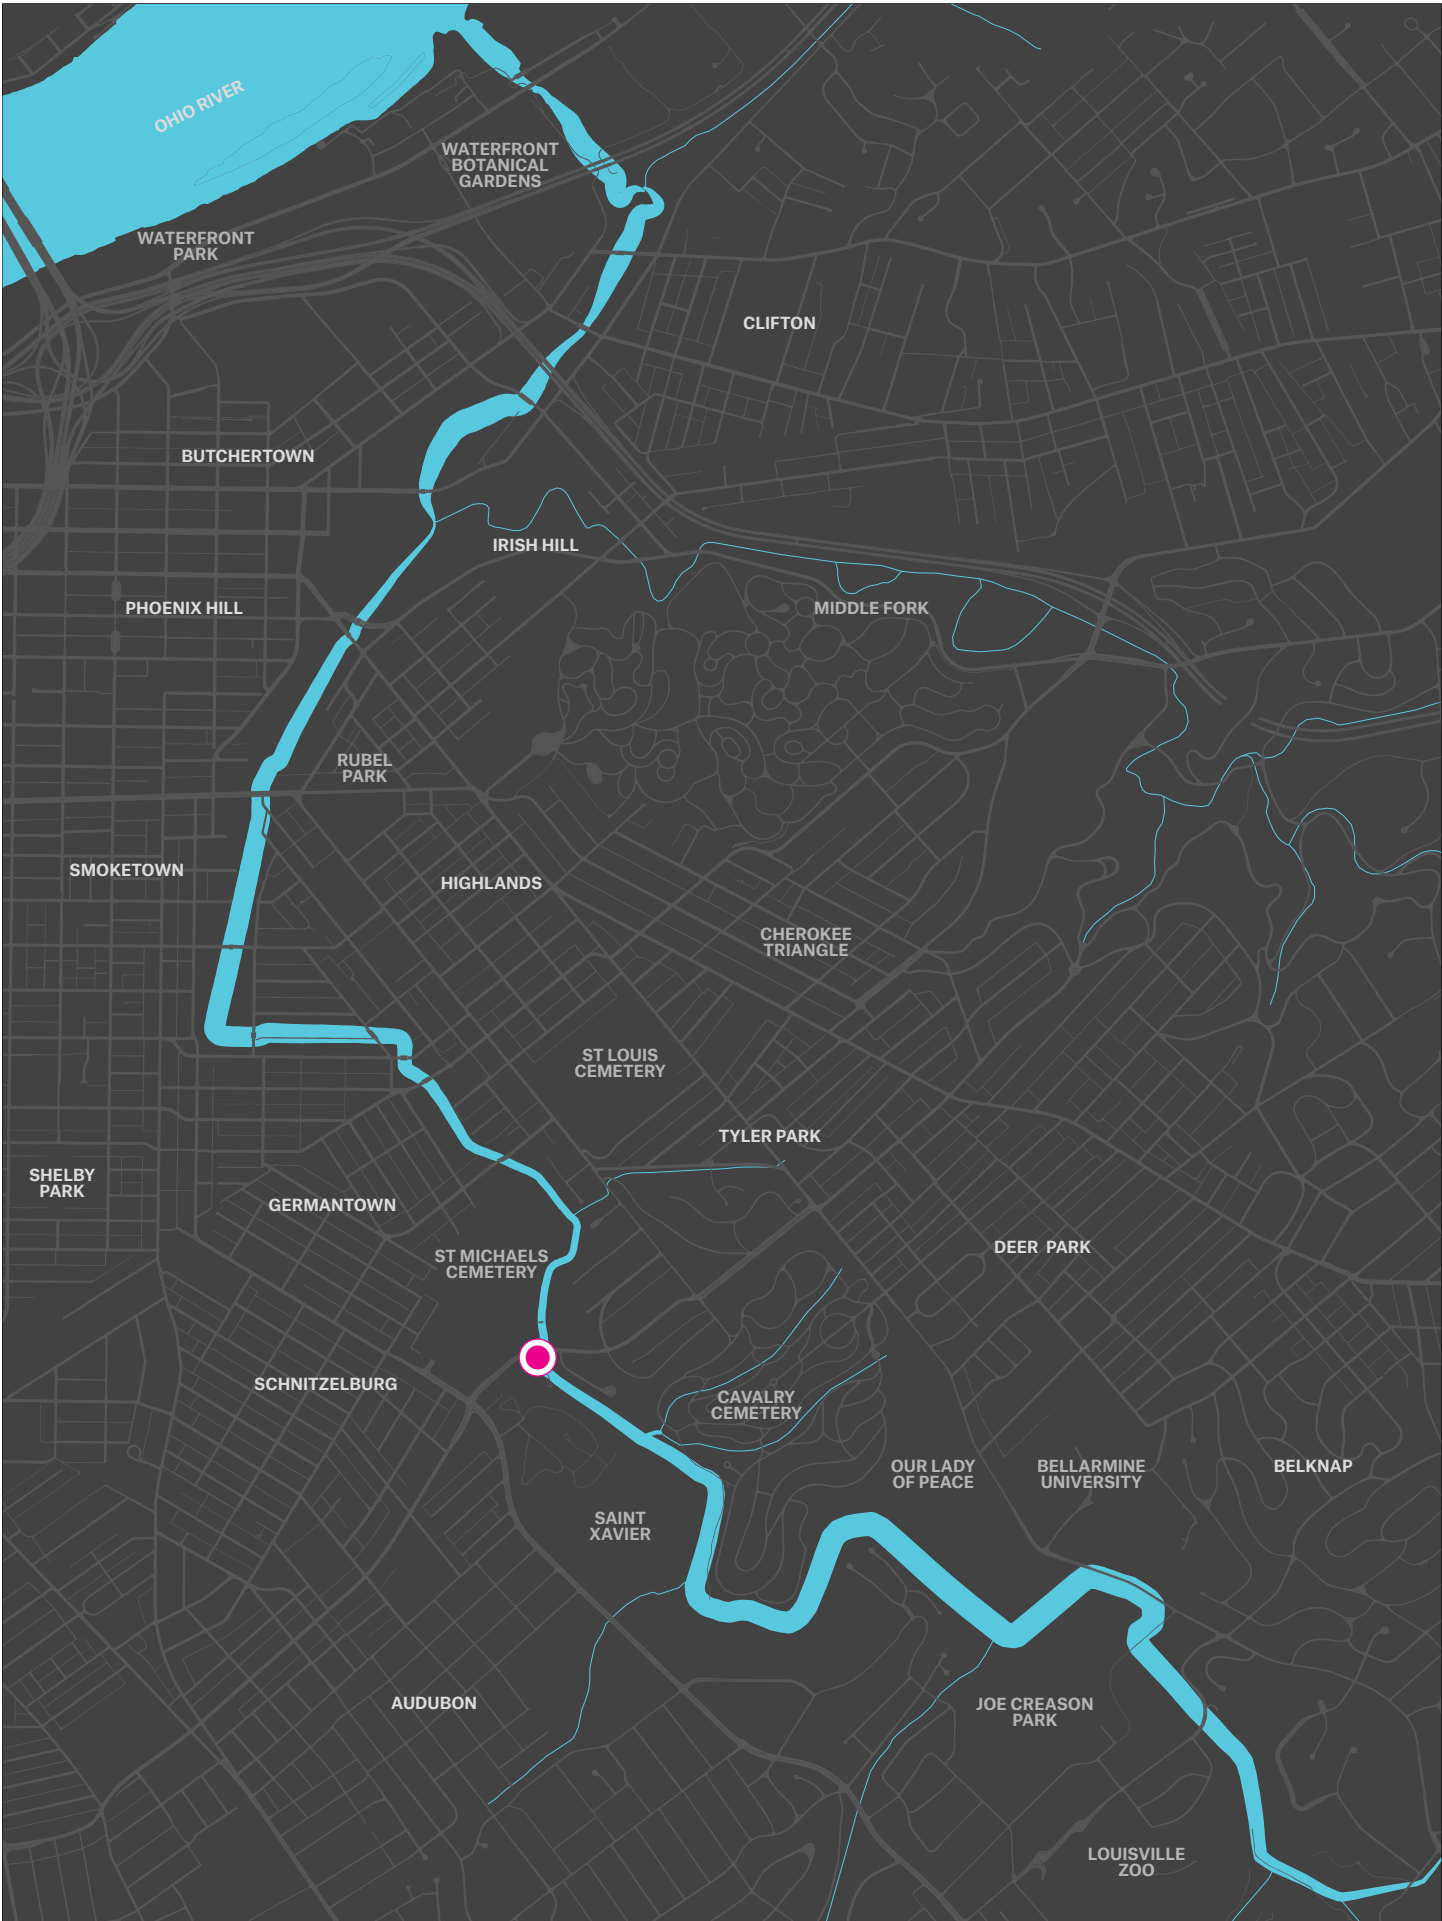 OHIO RIVER
WATERFRONT
BOTANICAL
GARDENS
WATERFRONT
PARK
CLIFTON
BUTCHERTOWN
IRISH HILL
PHOENIX HILL
MIDDLE FORK
RUBEL
PARK
SMOKETOWN
HIGHLANDS
CHEROKEE
TRIANGLE
ST LOUIS
CEMETERY
TYLER PARK
SHELBY
PARK
GERMANTOWN
DEER PARK
ST MICHAELS
CEMETERY
SCHNITZELBURG
CAVALRY
CEMETERY
OUR LADY
OF PEACE
BELLARMINE
UNIVERSITY
BELKNAP
SAINT
XAVIER
AUDUBON
JOE CREASON
PARK
LOUISVILLE
ZOO